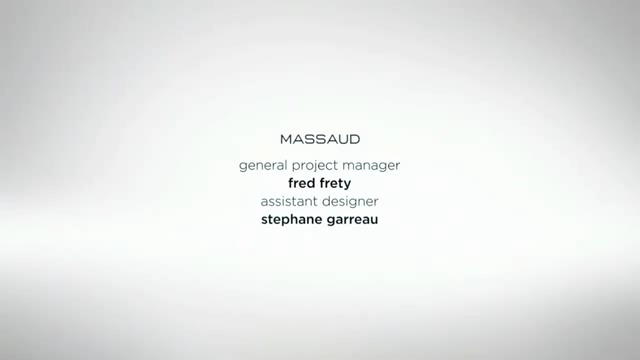 MASSAUD
general project manager
fred frety
assistant designer
stephane garreau